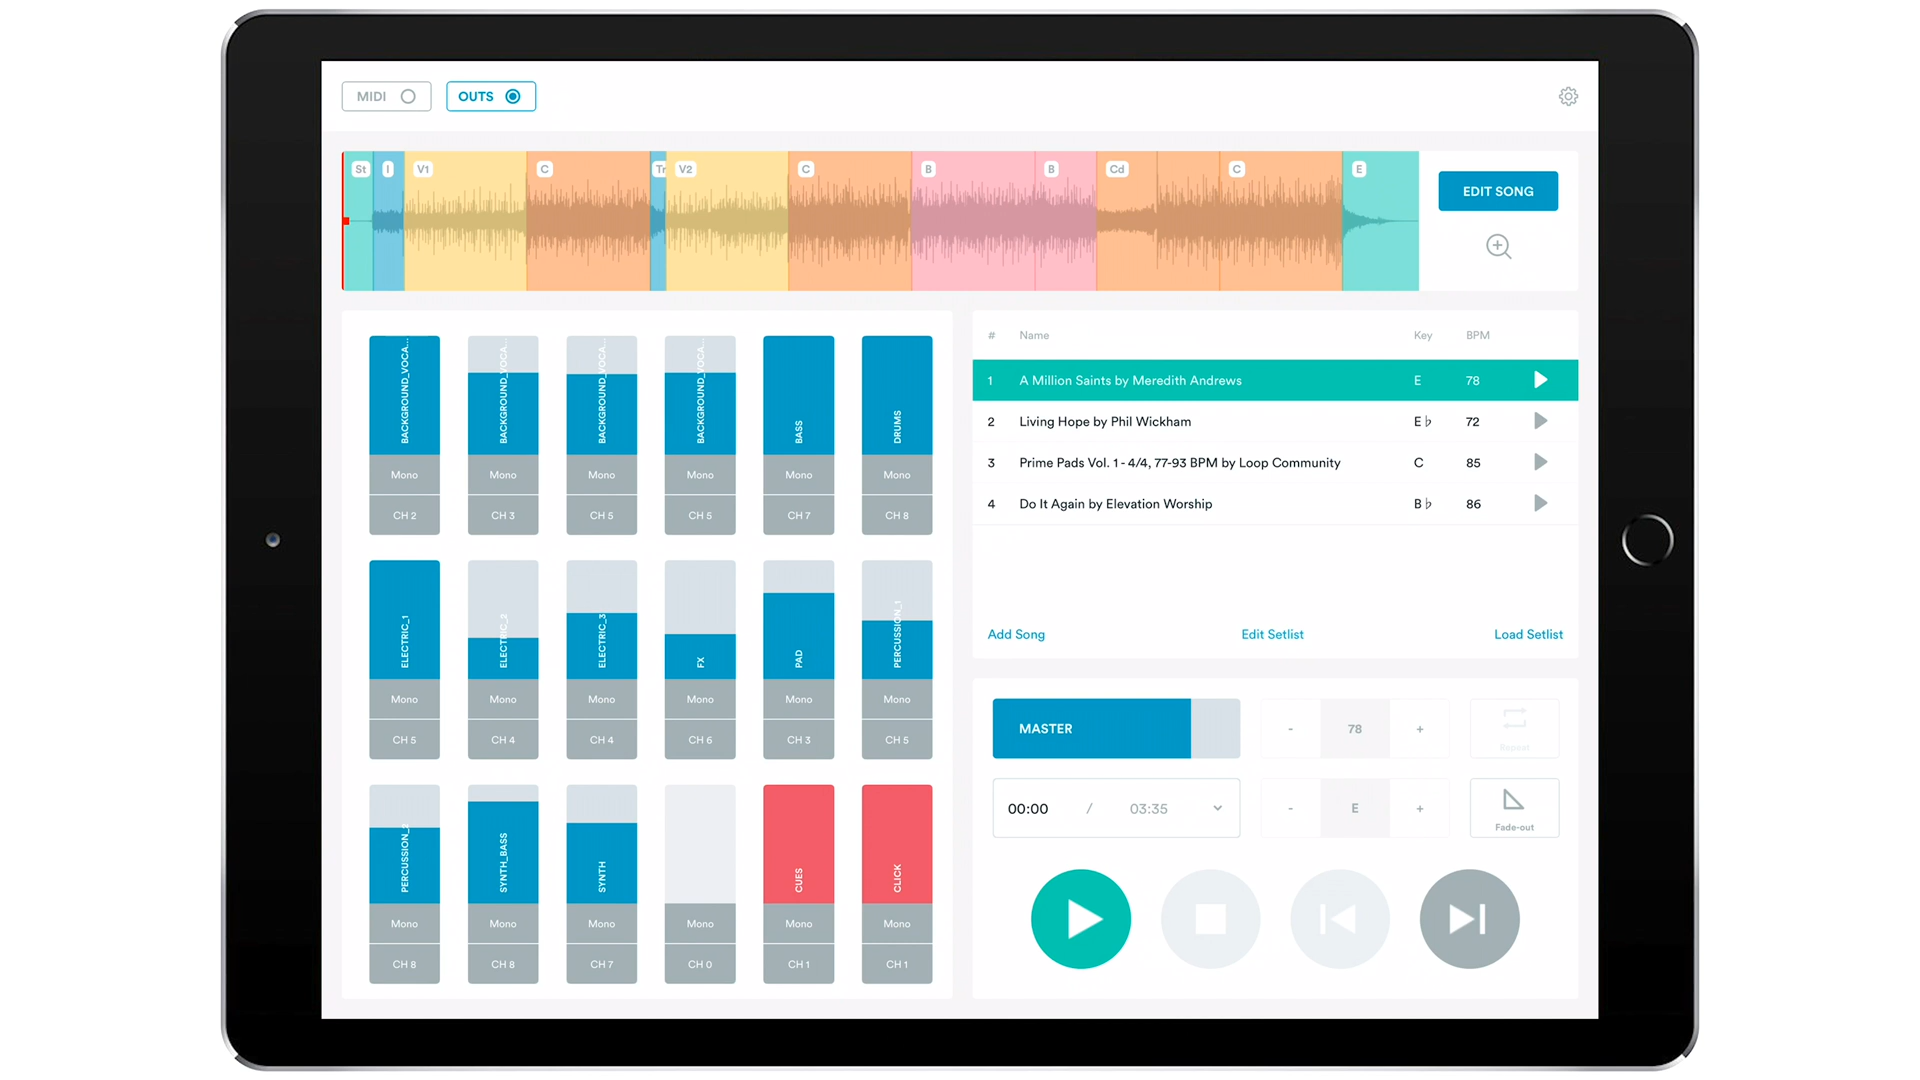 MIDI
OUTS
St
I
V1
C
Tr
V2
C
B
B
Cd
C
E
EDIT SONG
BACKGROUND_VOCA...
BACKGROUND_VOCA...
BACKGROUND_VOCA...
BACKGROUND_VOCA...
BASS
DRUMS
Mono
Mono
Mono
Mono
Mono
Mono
CH 2
CH 3
CH 5
CH 5
CH 7
CH 8
ELECTRIC_1
ELECTRIC_2
ELECTRIC_3
FX
PAD
PERCUSSION_1
Mono
Mono
Mono
Mono
Mono
Mono
CH 5
CH 4
CH 4
CH 6
CH 3
CH 5
PERCUSSION_2
SYNTH_BASS
SYNTH
CUES
CLICK
Mono
Mono
Mono
Mono
Mono
Mono
CH 8
CH 8
CH 7
CH 0
CH 1
CH 1
# Name Key BPM
1 A Million Saints by Meredith Andrews E 78
2 Living Hope by Phil Wickham E♭ 72
3 Prime Pads Vol. 1 - 4/4, 77-93 BPM by Loop Community C 85
4 Do It Again by Elevation Worship B♭ 86
Add Song
Edit Setlist
Load Setlist
MASTER
- 78 +
Repeat
00:00 / 03:35
- E +
Fade-out